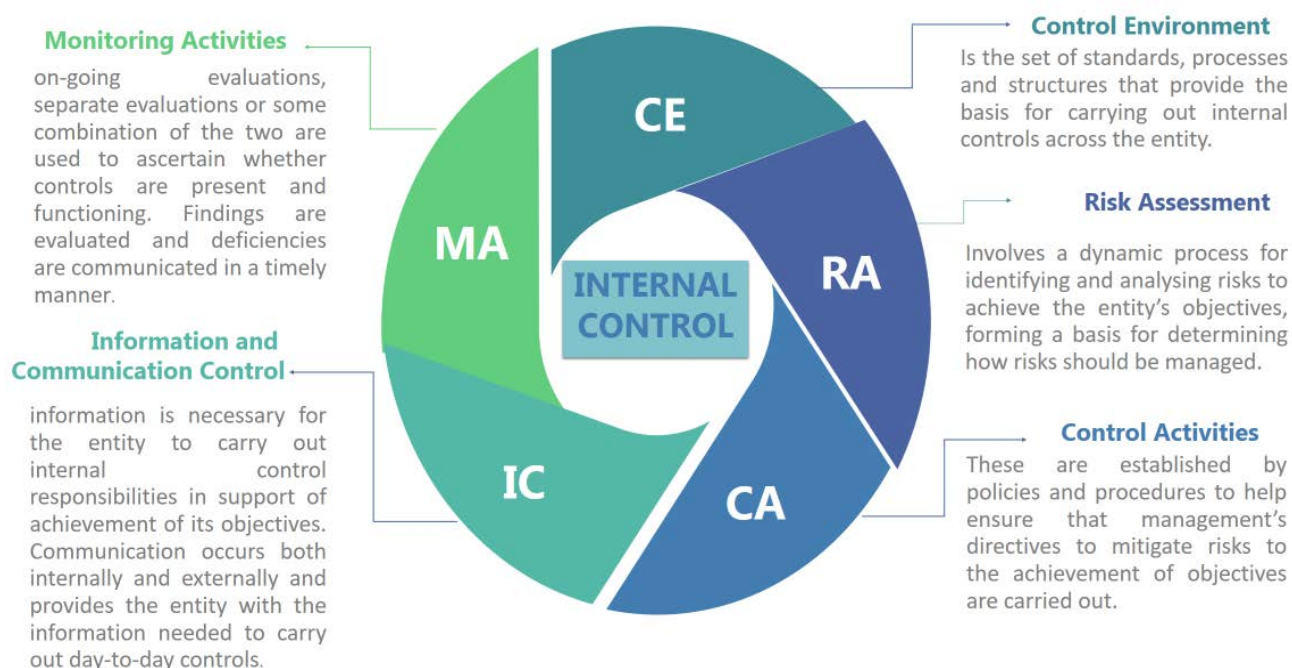 Monitoring Activities
on-going evaluations,
separate evaluations or some
combination of the two are
used to ascertain whether
controls are present and
functioning. Findings are
evaluated and deficiencies
are communicated in a timely
manner.
Information and
Communication Control
information is necessary for
the entity to carry out
internal control
responsibilities in support of
achievement of its objectives.
Communication occurs both
internally and externally and
provides the entity with the
information needed to carry
out day-to-day controls.
CE
MA
RA
INTERNAL
CONTROL
IC
CA
Control Environment
Is the set of standards, processes
and structures that provide the
basis for carrying out internal
controls across the entity.
Risk Assessment
Involves a dynamic process for
identifying and analysing risks to
achieve the entity’s objectives,
forming a basis for determining
how risks should be managed.
Control Activities
These are established by
policies and procedures to help
ensure that management’s
directives to mitigate risks to
the achievement of objectives
are carried out.